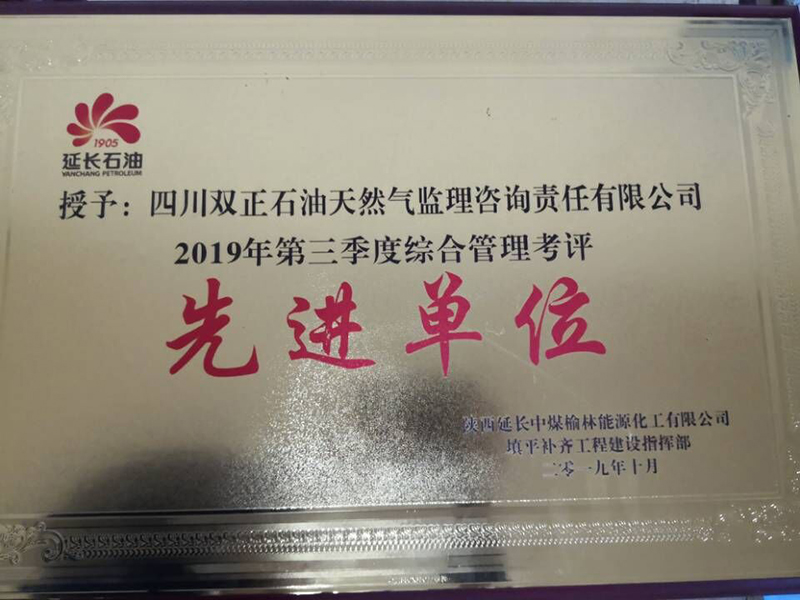 1905
延长石油
YANCHANG PETROLEUM
授予：四川双正石油天然气监理咨询责任有限公司
2019年第三季度综合管理考评
先进单位
陕西延长中煤榆林能源化工有限公司
填平补齐工程建设指挥部
二零一九年十月